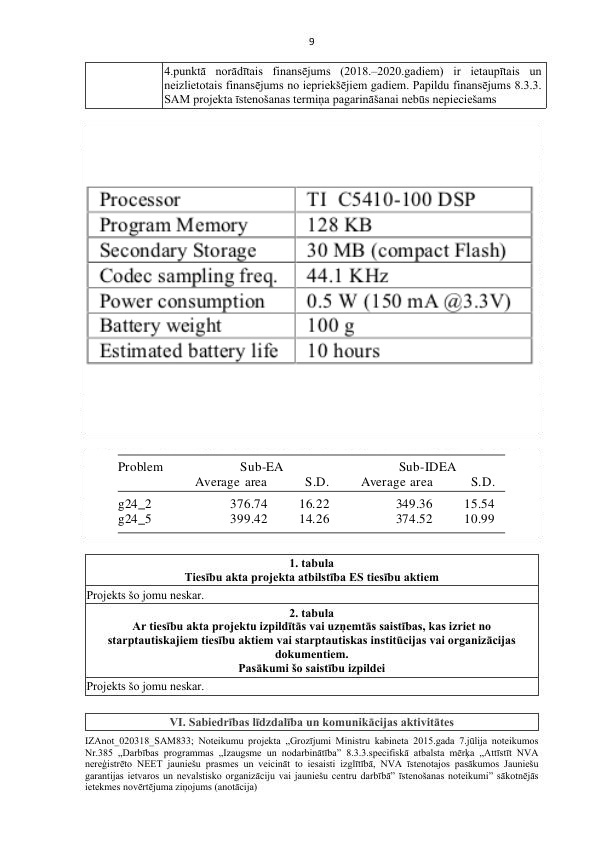 9
4.punktā norādītais finansējums (2018.–2020.gadiem) ir ietaupītais un
neizlietotais finansējums no iepriekšējiem gadiem. Papildu finansējums 8.3.3.
SAM projekta īstenošanas termiņa pagarināšanai nebūs nepieciešams
Processor TI C5410-100 DSP
Program Memory 128 KB
Secondary Storage 30 MB (compact Flash)
Codec sampling freq. 44.1 KHz
Power consumption 0.5 W (150 mA @3.3V)
Battery weight 100 g
Estimated battery life 10 hours
Problem Sub-EA Sub-IDEA
Average area S.D. Average area S.D.
g24_2 376.74 16.22 349.36 15.54
g24_5 399.42 14.26 374.52 10.99
1. tabula
Tiesību akta projekta atbilstība ES tiesību aktiem
Projekts šo jomu neskar.
2. tabula
Ar tiesību akta projektu izpildītās vai uzņemtās saistības, kas izriet no
starptautiskajiem tiesību aktiem vai starptautiskas institūcijas vai organizācijas
dokumentiem.
Pasākumi šo saistību izpildei
Projekts šo jomu neskar.
VI. Sabiedrības līdzdalība un komunikācijas aktivitātes
IZAnot_020318_SAM833; Noteikumu projekta „Grozījumi Ministru kabineta 2015.gada 7.jūlija noteikumos
Nr.385 „Darbības programmas „Izaugsme un nodarbinātība” 8.3.3.specifiskā atbalsta mērķa „Attīstīt NVA
nereģistrēto NEET jauniešu prasmes un veicināt to iesaisti izglītībā, NVA īstenotajos pasākumos Jauniešu
garantijas ietvaros un nevalstisko organizāciju vai jauniešu centru darbībā” īstenošanas noteikumi” sākotnējās
ietekmes novērtējuma ziņojums (anotācija)